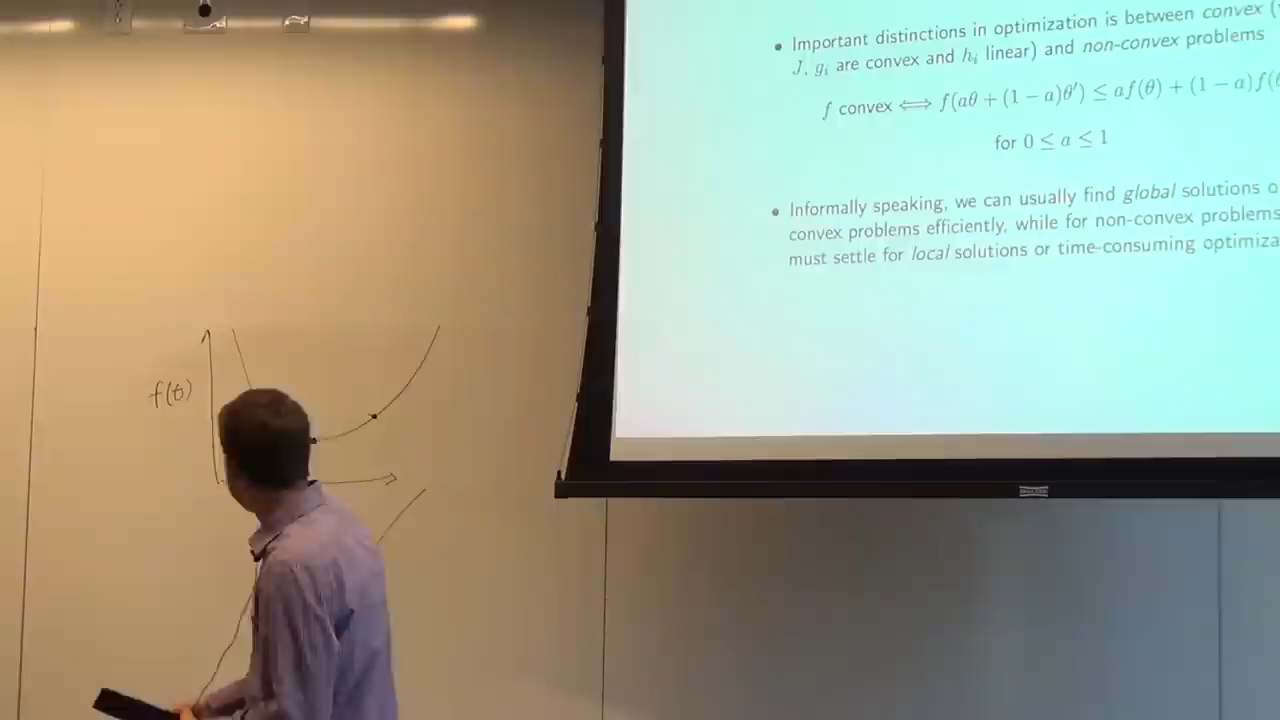 • Important distinctions in optimization is between convex (
J, gᵢ are convex and hᵢ linear) and non-convex problems
f convex ⟺ f(aθ + (1 − a)θ′) ≤ af(θ) + (1 − a)f(
for 0 ≤ a ≤ 1
• Informally speaking, we can usually find global solutions o
convex problems efficiently, while for non-convex problems
must settle for local solutions or time-consuming optimiza
f(θ)